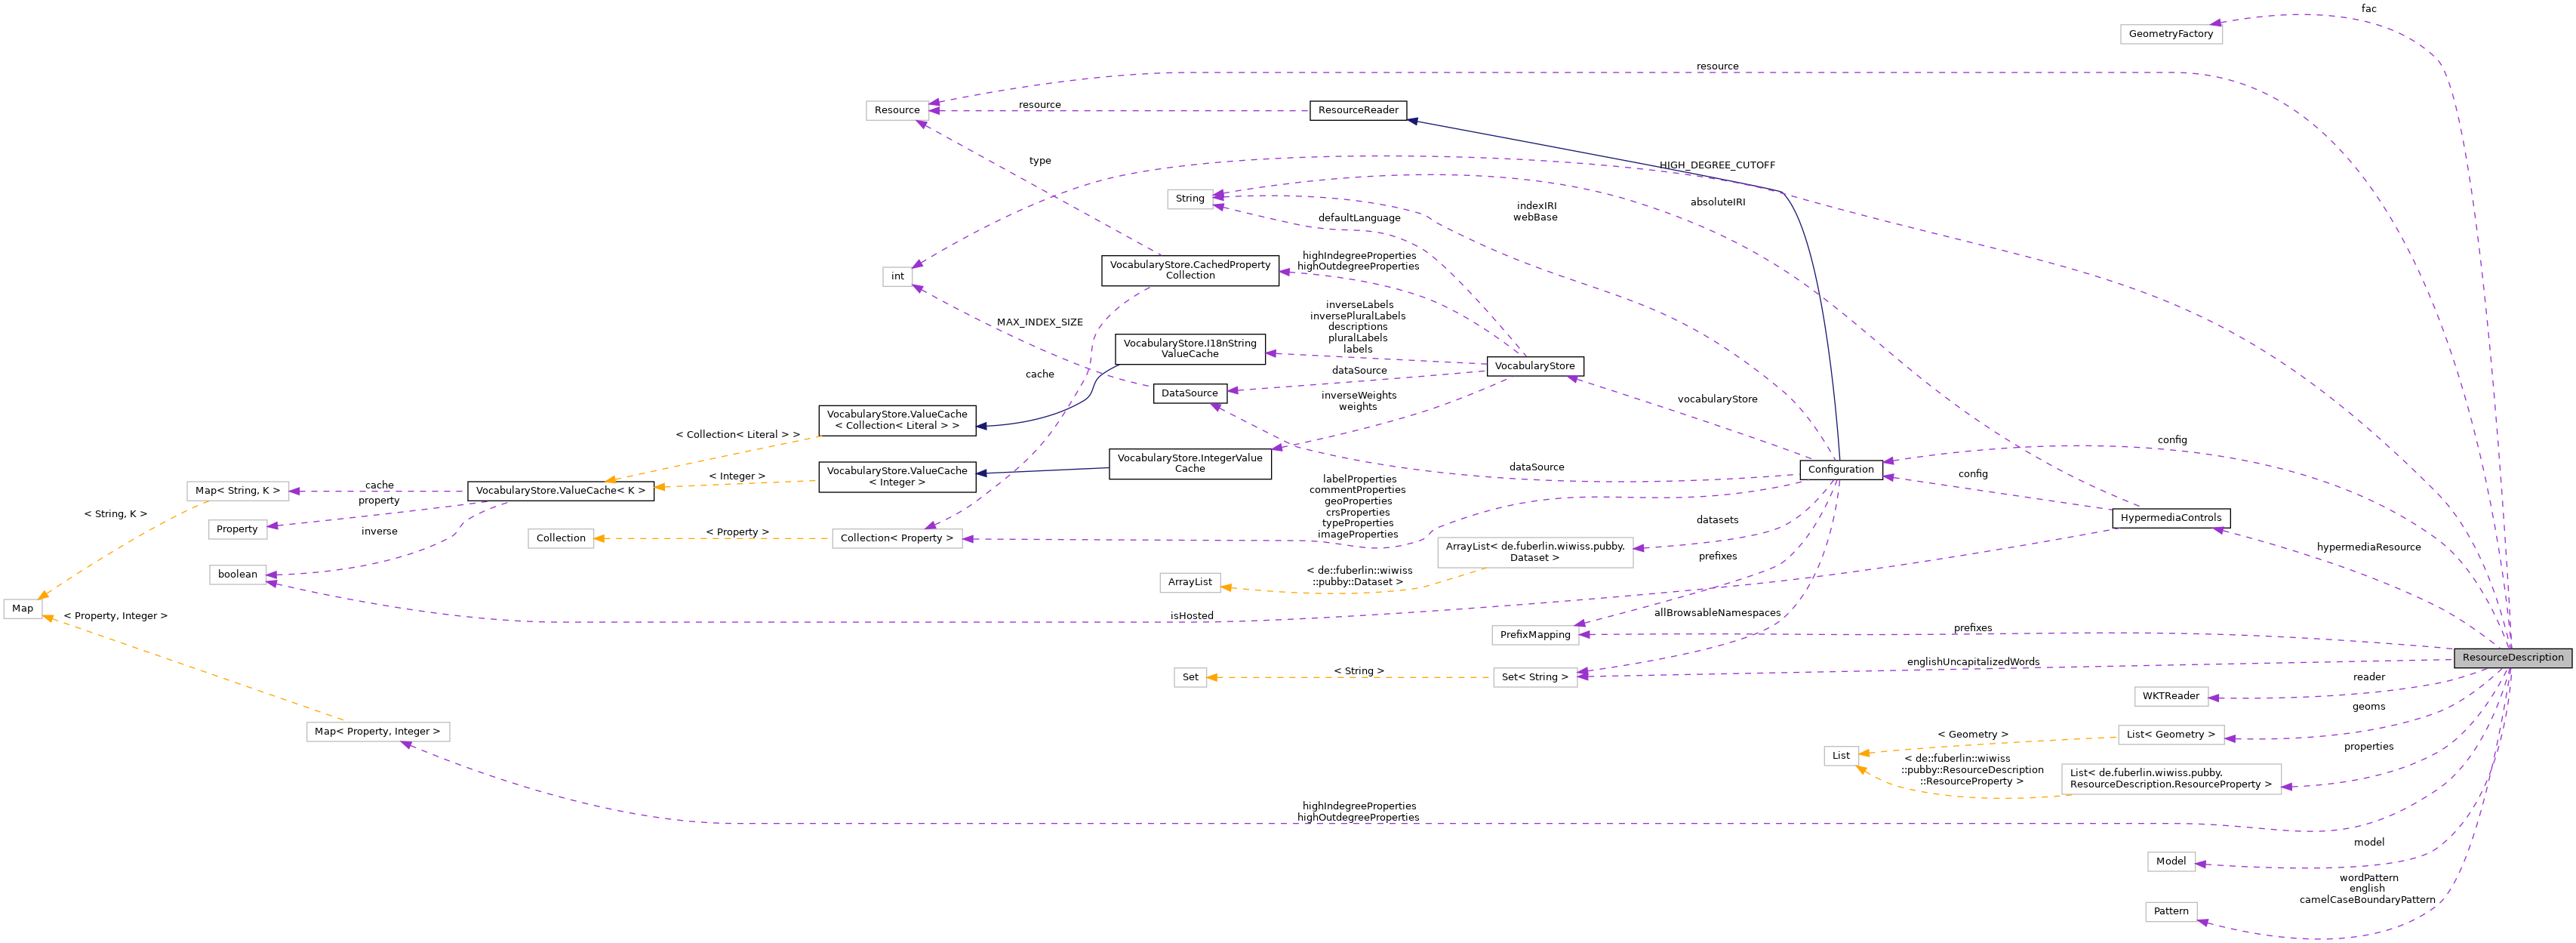 fac
GeometryFactory
resource
Resource
resource
ResourceReader
type
HIGH_DEGREE_CUTOFF
String
absoluteIRI
indexIRI
webBase
defaultLanguage
int
VocabularyStore.CachedProperty
Collection
highIndegreeProperties
highOutdegreeProperties
inverseLabels
inversePluralLabels
descriptions
pluralLabels
labels
MAX_INDEX_SIZE
VocabularyStore.I18nString
ValueCache
VocabularyStore
cache
dataSource
DataSource
inverseWeights
weights
vocabularyStore
VocabularyStore.ValueCache
< Collection< Literal > >
< Collection< Literal > >
config
VocabularyStore.IntegerValue
Cache
dataSource
Configuration
config
VocabularyStore.ValueCache
< Integer >
< Integer >
cache
Map< String, K >
VocabularyStore.ValueCache< K >
property
labelProperties
commentProperties
geoProperties
crsProperties
typeProperties
imageProperties
< String, K >
Property
inverse
Collection
< Property >
Collection< Property >
datasets
HypermediaControls
ArrayList< de.fuberlin.wiwiss.pubby.
Dataset >
prefixes
hypermediaResource
boolean
ArrayList
< de::fuberlin::wiwiss
::pubby::Dataset >
Map
< Property, Integer >
isHosted
allBrowsableNamespaces
PrefixMapping
prefixes
ResourceDescription
englishUncapitalizedWords
Set
< String >
Set< String >
reader
WKTReader
geoms
Map< Property, Integer >
< Geometry >
List< Geometry >
properties
List
< de::fuberlin::wiwiss
::pubby::ResourceDescription
::ResourceProperty >
List< de.fuberlin.wiwiss.pubby.
ResourceDescription.ResourceProperty >
highIndegreeProperties
highOutdegreeProperties
model
Model
wordPattern
english
camelCaseBoundaryPattern
Pattern